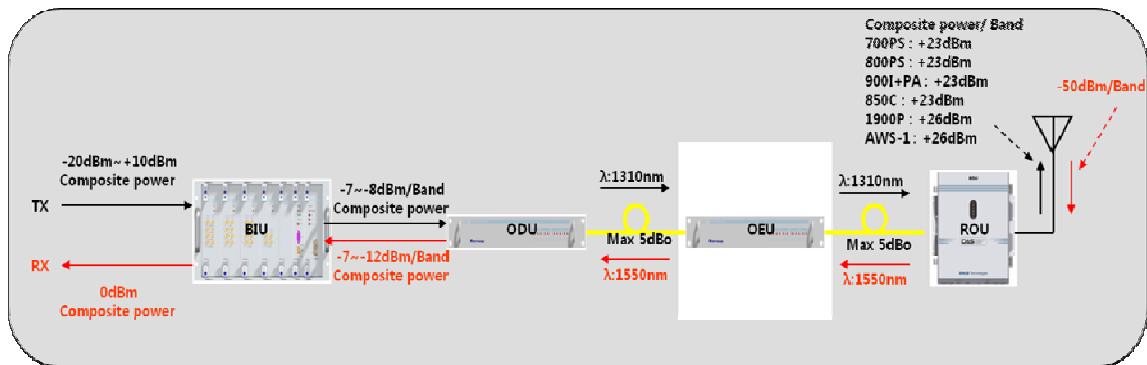 Composite power/ Band
700PS : +23dBm
800PS : +23dBm
900I+PA : +23dBm
850C : +23dBm
1900P : +26dBm
AWS-1 : +26dBm
-50dBm/Band
-20dBm~+10dBm
Composite power
TX
BIU
-7~-8dBm/Band
Composite power
ODU
λ:1310nm
Max 5dBo
λ:1550nm
OEU
λ:1310nm
Max 5dBo
λ:1550nm
ROU
-7~-12dBm/Band
Composite power
RX
0dBm
Composite power